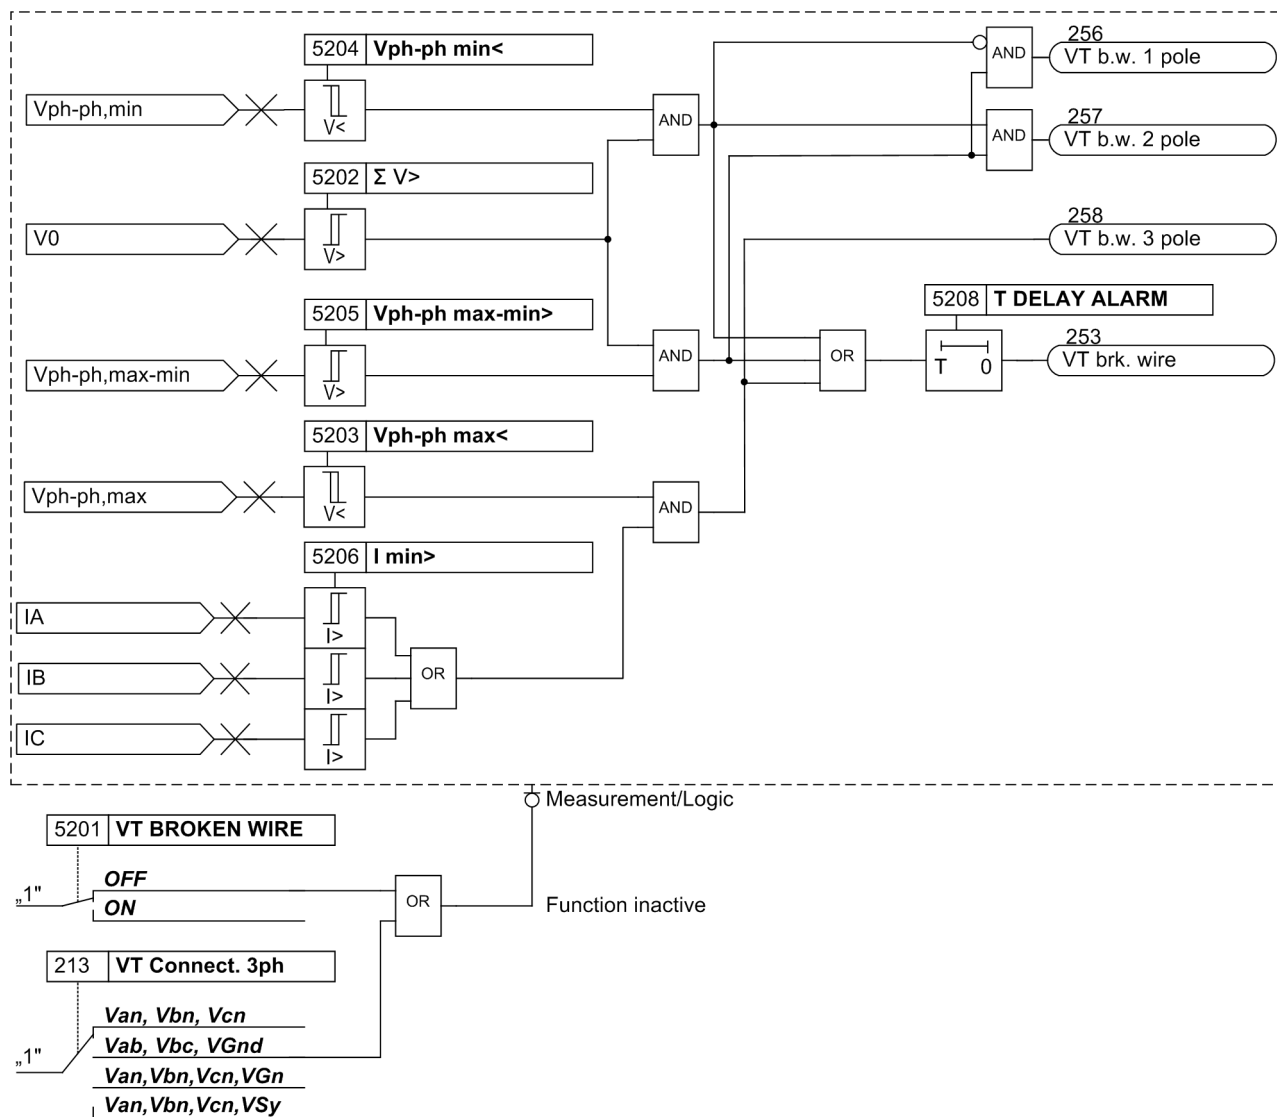 5204 Vph-ph min<
256
AND VT b.w. 1 pole
Vph-ph,min
V<
AND
257
AND VT b.w. 2 pole
5202 Σ V>
258
V0
V>
VT b.w. 3 pole
5205 Vph-ph max-min>
5208 T DELAY ALARM
253
Vph-ph,max-min
V>
AND
OR
T 0
VT brk. wire
5203 Vph-ph max<
Vph-ph,max
V<
AND
5206 I min>
IA
I>
IB
I>
OR
IC
I>
Measurement/Logic
5201 VT BROKEN WIRE
„1"
OFF
ON
OR
Function inactive
213 VT Connect. 3ph
„1"
Van, Vbn, Vcn
Vab, Vbc, VGnd
Van,Vbn,Vcn,VGn
Van,Vbn,Vcn,VSy